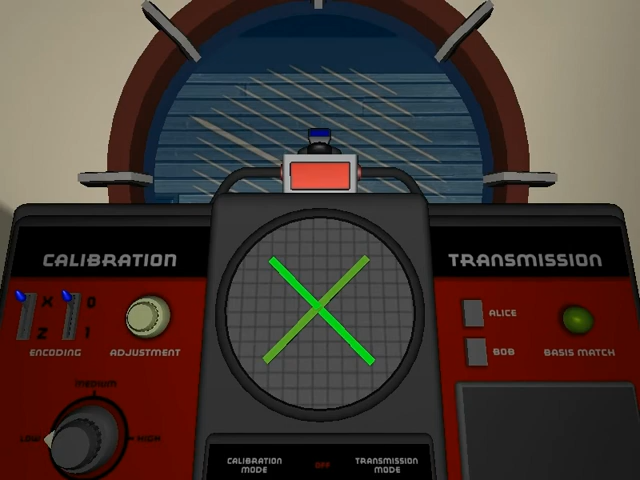 CALIBRATION
TRANSMISSION
X 0
Z 1
ENCODING
ADJUSTMENT
ALICE
BOB
BASIS MATCH
MEDIUM
LOW
HIGH
CALIBRATION
MODE
OFF
TRANSMISSION
MODE